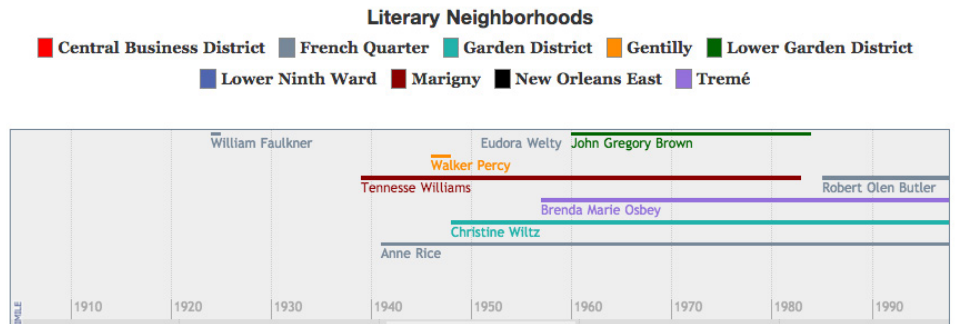 Literary Neighborhoods
Central Business District French Quarter Garden District Gentilly Lower Garden District
Lower Ninth Ward Marigny New Orleans East Tremé
William Faulkner Eudora Welty John Gregory Brown
Walker Percy
Tennesse Williams Robert Olen Butler
Brenda Marie Osbey
Christine Wiltz
Anne Rice
1910 1920 1930 1940 1950 1960 1970 1980 1990